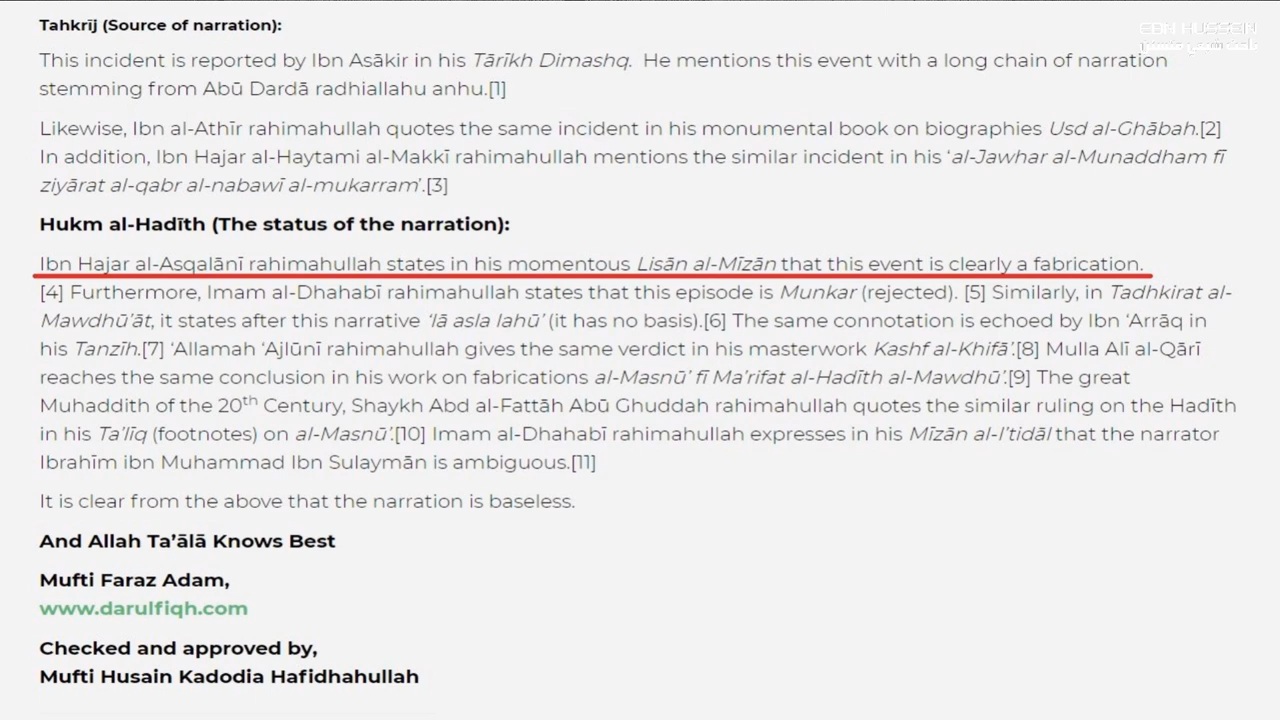 Tahkrīj (Source of narration):
EBN HUSSEIN
This incident is reported by Ibn Asākir in his Tārīkh Dimashq. He mentions this event with a long chain of narration
stemming from Abū Dardā radhiallahu anhu.[1]
Likewise, Ibn al-Athīr rahimahullah quotes the same incident in his monumental book on biographies Usd al-Ghābah.[2]
In addition, Ibn Hajar al-Haytami al-Makkī rahimahullah mentions the similar incident in his ‘al-Jawhar al-Munaddham fī
ziyārat al-qabr al-nabawī al-mukarram’.[3]
Hukm al-Hadīth (The status of the narration):
Ibn Hajar al-Asqalānī rahimahullah states in his momentous Lisān al-Mīzān that this event is clearly a fabrication.
[4] Furthermore, Imam al-Dhahabī rahimahullah states that this episode is Munkar (rejected). [5] Similarly, in Tadhkirat al-
Mawdhū’āt, it states after this narrative ‘lā asla lahū’ (it has no basis).[6] The same connotation is echoed by Ibn ‘Arrāq in
his Tanzīh.[7] ‘Allamah ‘Ajlūnī rahimahullah gives the same verdict in his masterwork Kashf al-Khifā’.[8] Mulla Alī al-Qārī
reaches the same conclusion in his work on fabrications al-Masnū’ fī Ma’rifat al-Hadīth al-Mawdhū’.[9] The great
Muhaddith of the 20th Century, Shaykh Abd al-Fattāh Abū Ghuddah rahimahullah quotes the similar ruling on the Hadīth
in his Ta’līq (footnotes) on al-Masnū’.[10] Imam al-Dhahabī rahimahullah expresses in his Mīzān al-I’tidāl that the narrator
Ibrahīm ibn Muhammad Ibn Sulaymān is ambiguous.[11]
It is clear from the above that the narration is baseless.
And Allah Ta’ālā Knows Best
Mufti Faraz Adam,
www.darulfiqh.com
Checked and approved by,
Mufti Husain Kadodia Hafidhahullah